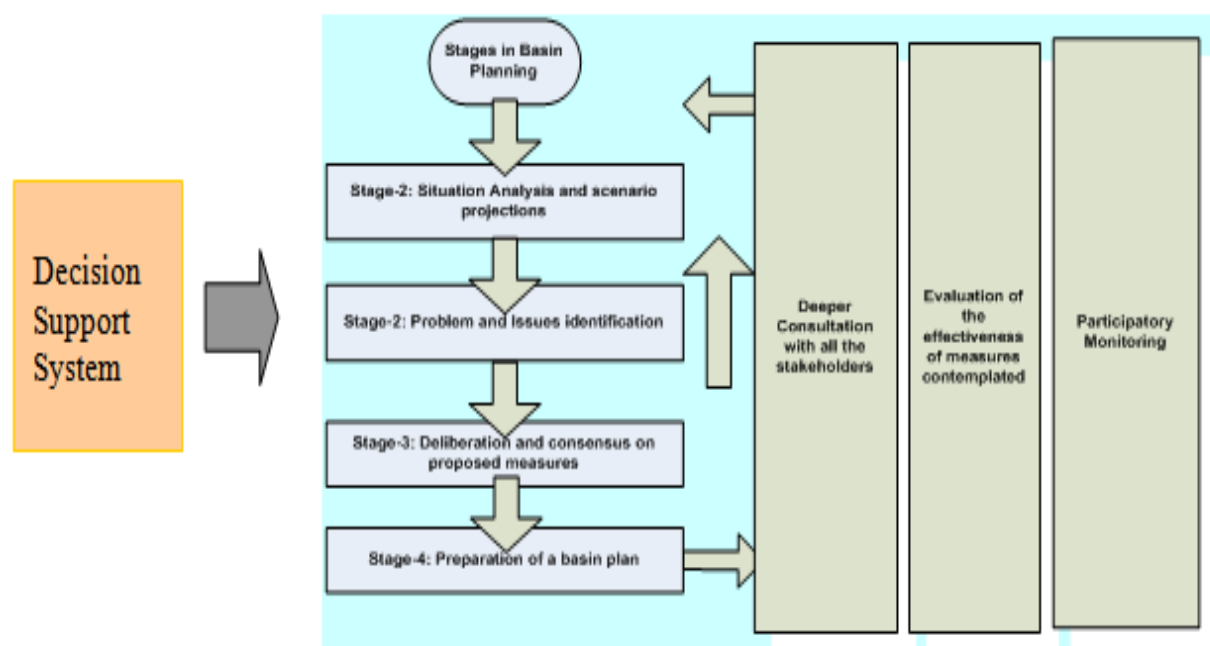 Decision
Support
System
Stages in Basin
Planning
Stage-2: Situation Analysis and scenario
projections
Stage-2: Problem and Issues identification
Stage-3: Deliberation and consensus on
proposed measures
Stage-4: Preparation of a basin plan
Deeper
Consultation
with all the
stakeholders
Evaluation of
the
effectiveness
of measures
contemplated
Participatory
Monitoring